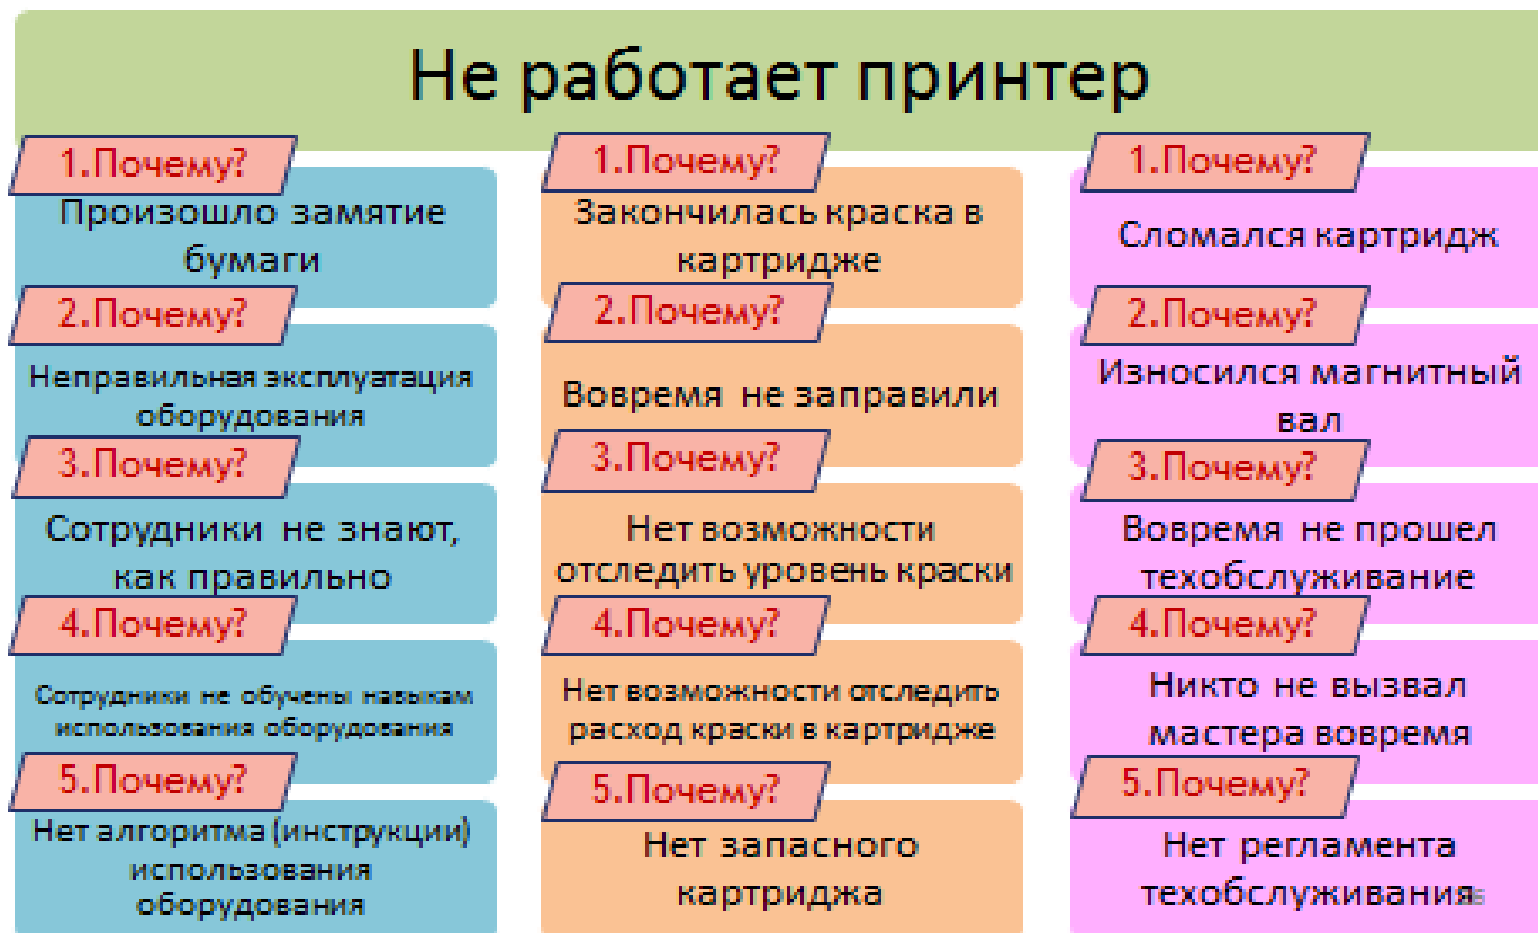 Не работает принтер
1.Почему?
Произошло замятие
бумаги
2.Почему?
Неправильная эксплуатация
оборудования
3.Почему?
Сотрудники не знают,
как правильно
4.Почему?
Сотрудники не обучены навыкам
использования оборудования
5.Почему?
Нет алгоритма (инструкции)
использования
оборудования
1.Почему?
Закончилась краска в
картридже
2.Почему?
Вовремя не заправили
3.Почему?
Нет возможности
отследить уровень краски
4.Почему?
Нет возможности отследить
расход краски в картридже
5.Почему?
Нет запасного
картриджа
1.Почему?
Сломался картридж
2.Почему?
Износился магнитный
вал
3.Почему?
Вовремя не прошел
техобслуживание
4.Почему?
Никто не вызвал
мастера вовремя
5.Почему?
Нет регламента
техобслуживания